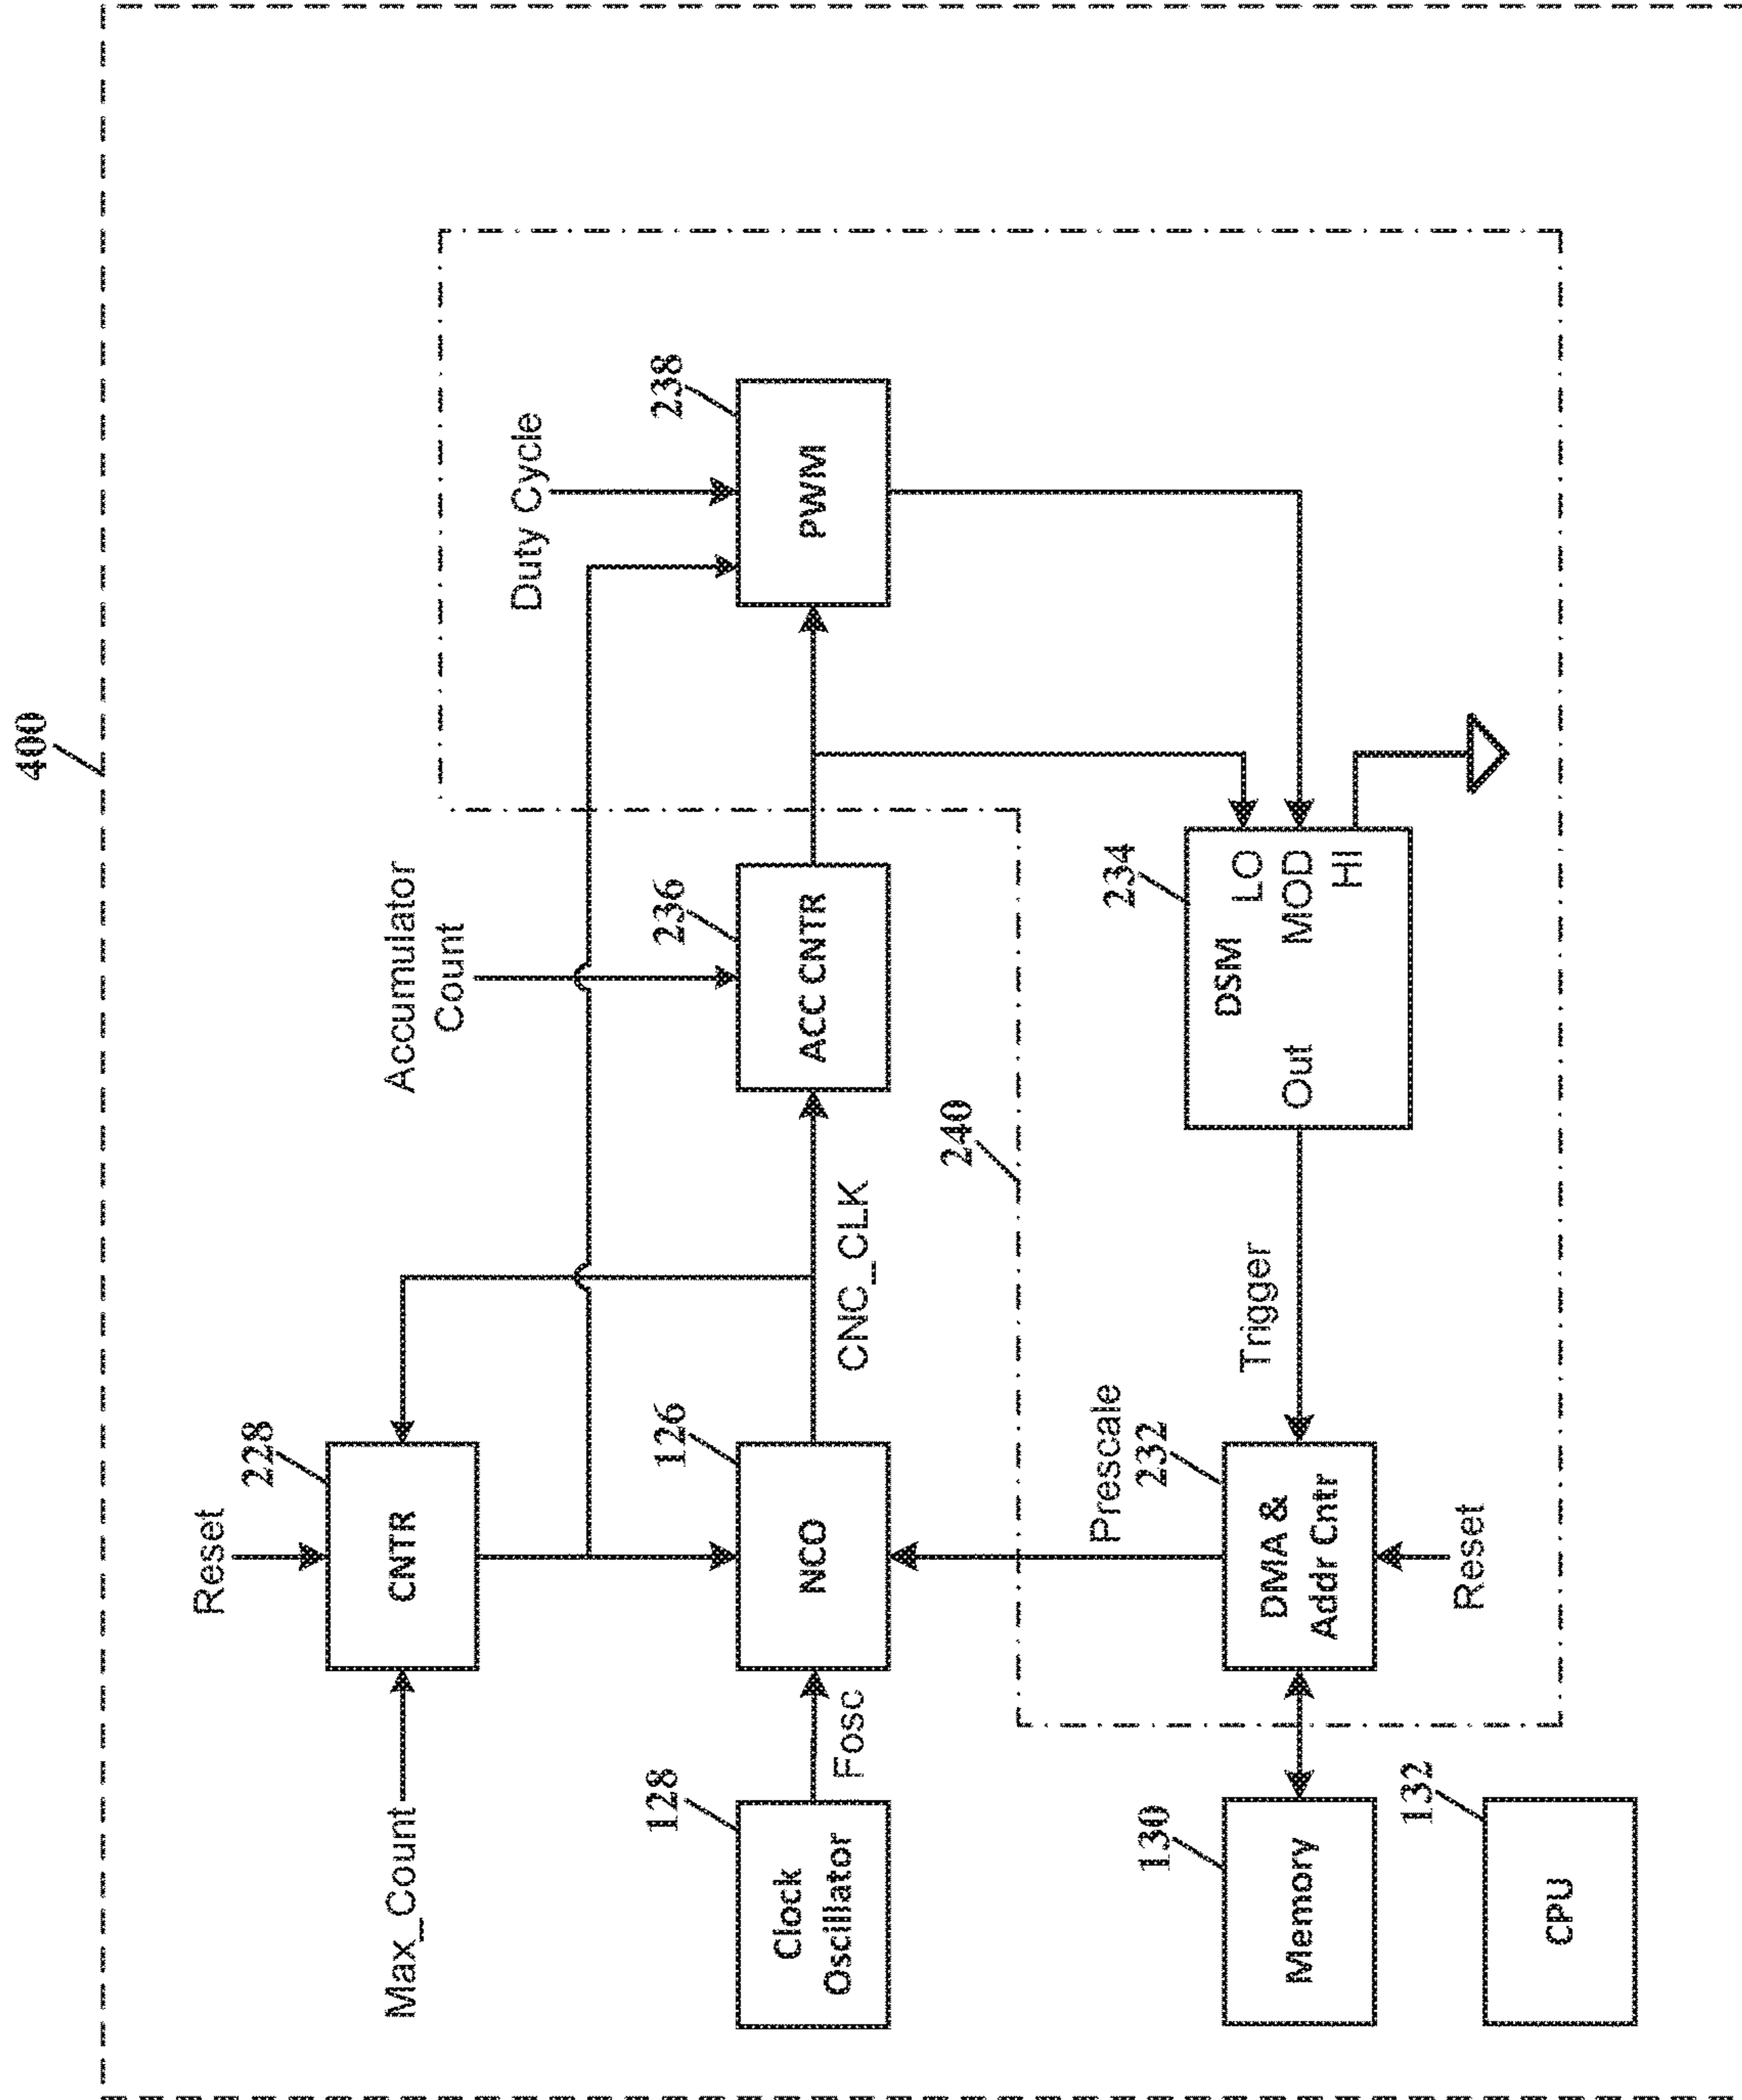 400
Reset
228
CNTR
Max_Count
Accumulator
Count
Duty Cycle
128
Clock
Oscillator
Fosc
126
NCO
CNC_CLK
236
ACC CNTR
238
PWM
240
Prescale
130
Memory
232
DMA &
Addr Cntr
Trigger
234
DSM
LO
Out
MOD
HI
Reset
132
CPU